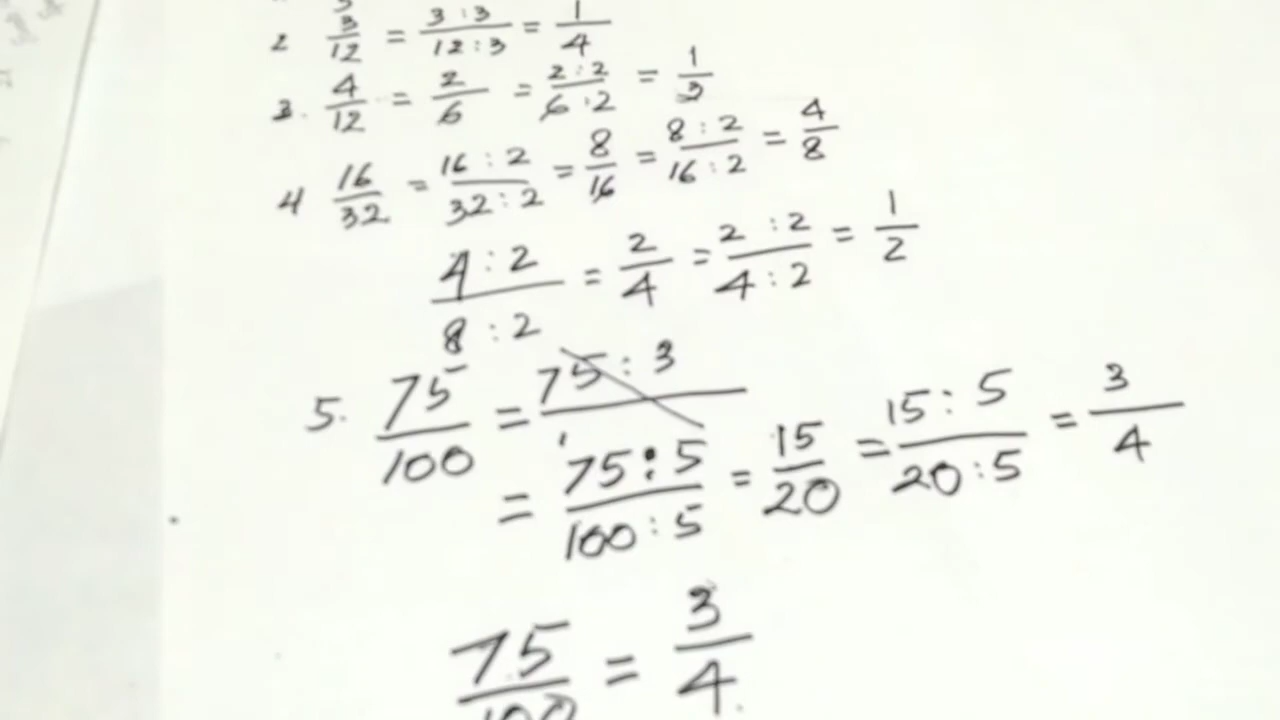 2 3/12 = 3 : 3/12 : 3 = 1/4
3. 4/12 = 2/6 = 2 : 2/6 : 2 = 1/3
4 16/32 = 16 : 2/32 : 2 = 8/16 = 8 : 2/16 : 2 = 4/8
4 : 2/8 : 2 = 2/4 = 2 : 2/4 : 2 = 1/2
5. 75/100 = 75 : 3
= 75 : 5/100 : 5 = 15/20 = 15 : 5/20 : 5 = 3/4
75/100 = 3/4